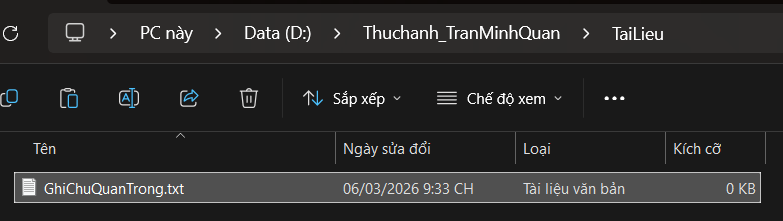 PC này > Data (D:) > Thuchanh_TranMinhQuan > TaiLieu
Sắp xếp Chế độ xem
Tên Ngày sửa đổi Loại Kích cỡ
GhiChuQuanTrong.txt 06/03/2026 9:33 CH Tài liệu văn bản 0 KB